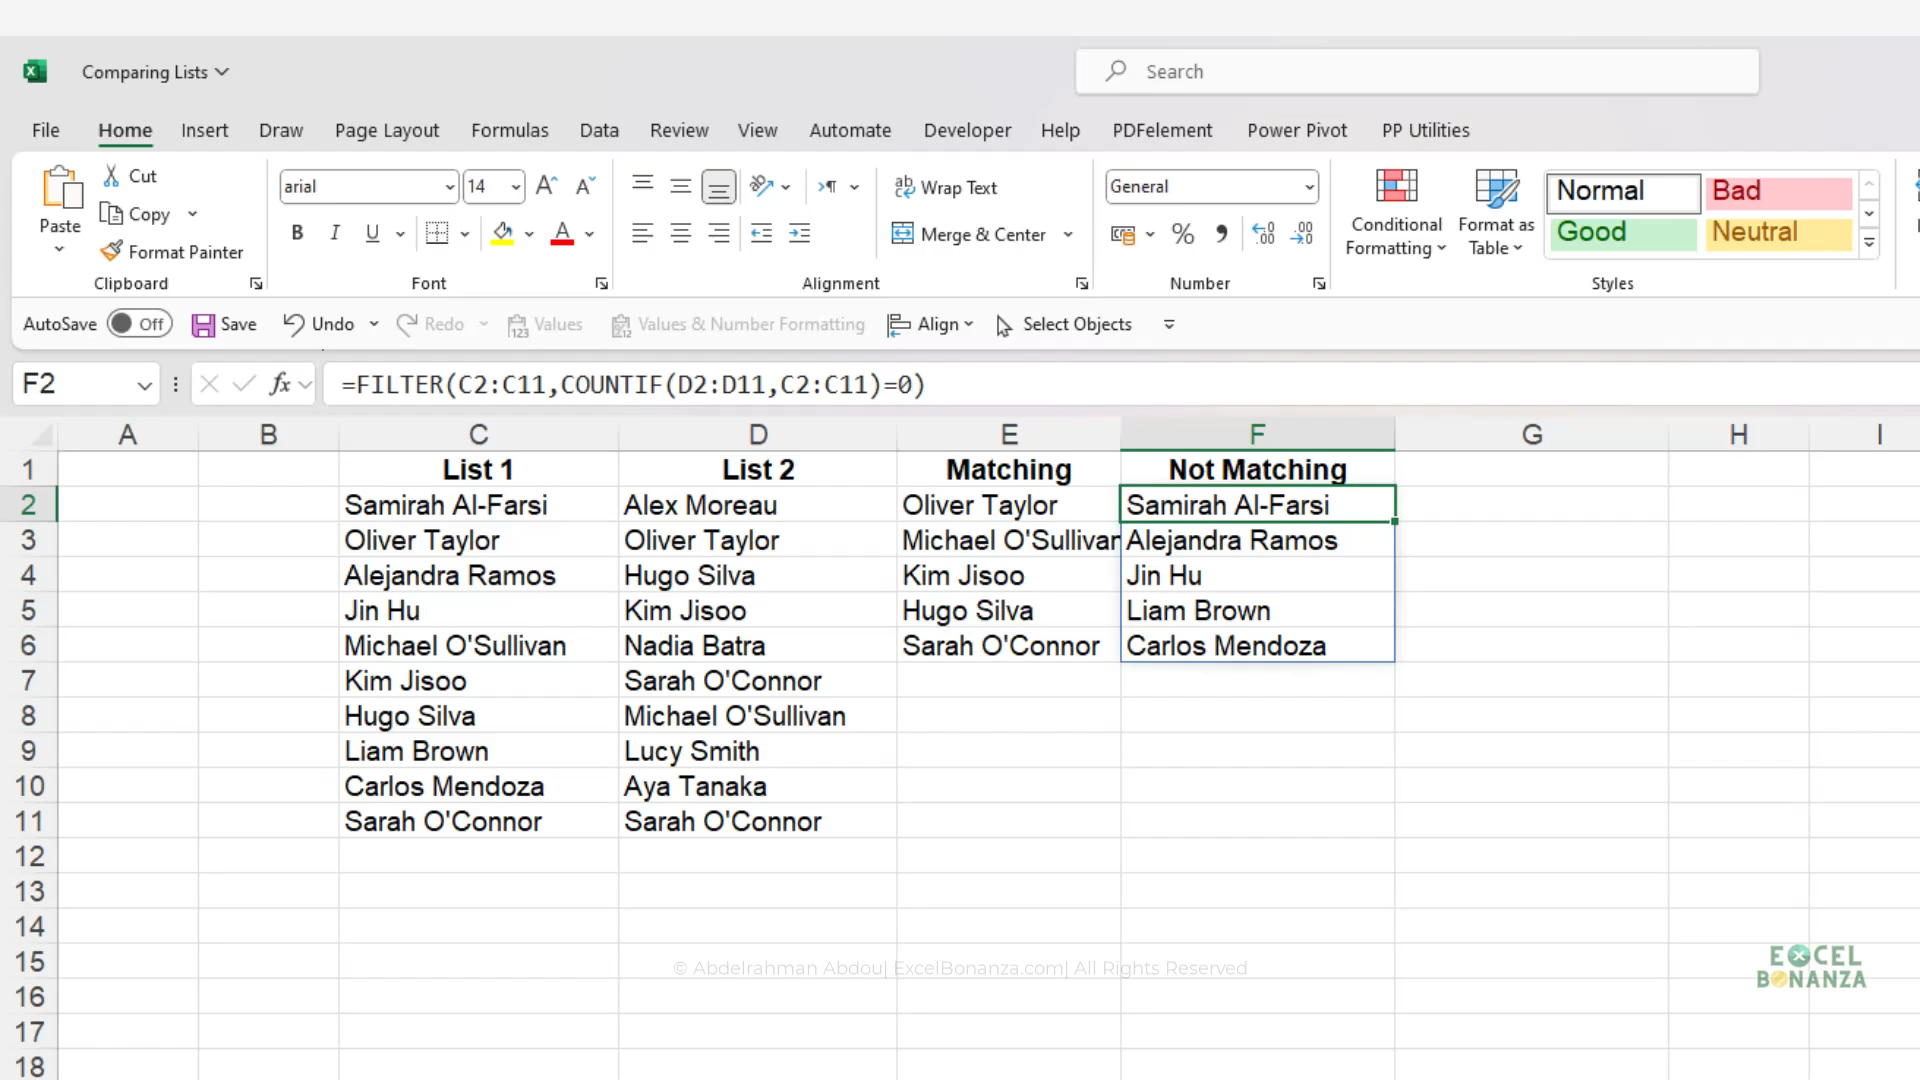 Comparing Lists
Search
File Home Insert Draw Page Layout Formulas Data Review View Automate Developer Help PDFelement Power Pivot PP Utilities
Paste
Cut
Copy
Format Painter
Clipboard
arial 14
B I U
Font
Wrap Text
Merge & Center
Alignment
General
Number
Conditional Formatting
Format as Table
Normal Bad
Good Neutral
Styles
AutoSave Off Save Undo Redo Values Values & Number Formatting Align Select Objects
F2 fx =FILTER(C2:C11,COUNTIF(D2:D11,C2:C11)=0)
A B C D E F G H I
1 List 1 List 2 Matching Not Matching
2 Samirah Al-Farsi Alex Moreau Oliver Taylor Samirah Al-Farsi
3 Oliver Taylor Oliver Taylor Michael O'Sullivan Alejandra Ramos
4 Alejandra Ramos Hugo Silva Kim Jisoo Jin Hu
5 Jin Hu Kim Jisoo Hugo Silva Liam Brown
6 Michael O'Sullivan Nadia Batra Sarah O'Connor Carlos Mendoza
7 Kim Jisoo Sarah O'Connor
8 Hugo Silva Michael O'Sullivan
9 Liam Brown Lucy Smith
10 Carlos Mendoza Aya Tanaka
11 Sarah O'Connor Sarah O'Connor
12
13
14
15
16
17
18
© Abdelrahman Abdou| ExcelBonanza.com| All Rights Reserved
EXCEL
BONANZA